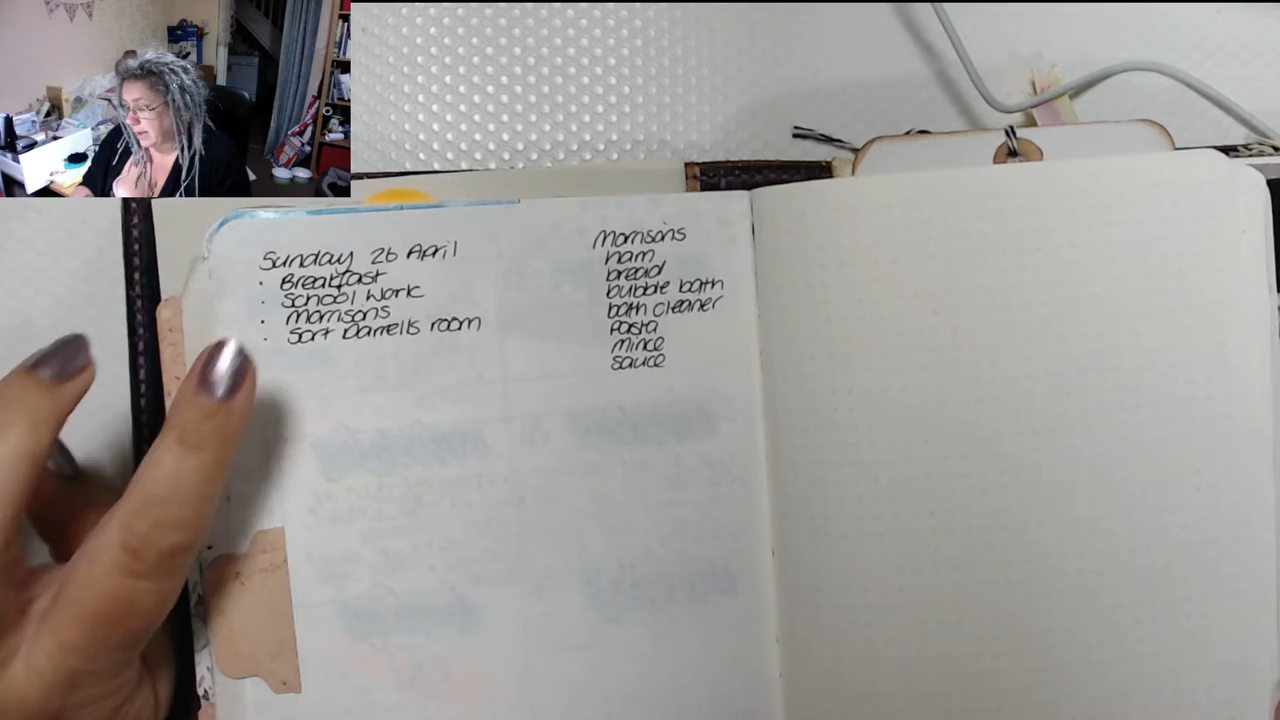 Sunday 26 April
· Breakfast
· School Work
· Morrisons
· Sort Darrells room
Morrisons
ham
bread
bubble bath
bath cleaner
Pasta
mince
sauce